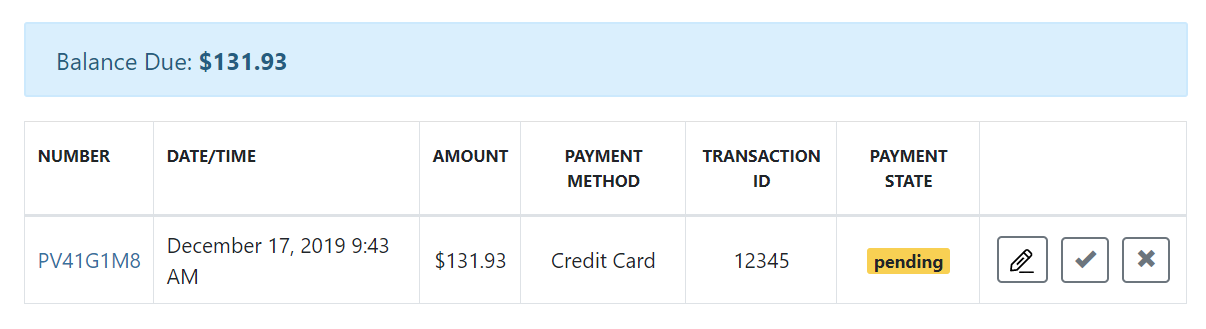 Balance Due: $131.93
NUMBER
DATE/TIME
AMOUNT
PAYMENT
METHOD
TRANSACTION
ID
PAYMENT
STATE
PV41G1M8
December 17, 2019 9:43
AM
$131.93
Credit Card
12345
pending